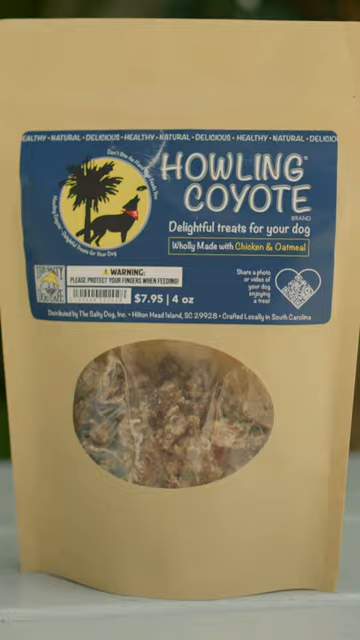 HEALTHY • NATURAL • DELICIOUS • HEALTHY • NATURAL • DELICIOUS • HEALTHY • NATURAL • DELICIOUS
HOWLING
COYOTE
BRAND
Delightful treats for your dog
Wholly Made with Chicken & Oatmeal
WARNING:
PLEASE PROTECT YOUR FINGERS WHEN FEEDING!
$7.95 | 4 oz
Share a photo
or video of
your dog
enjoying
a treat
Distributed by The Salty Dog, Inc. • Hilton Head Island, SC 29928 • Crafted Locally in South Carolina